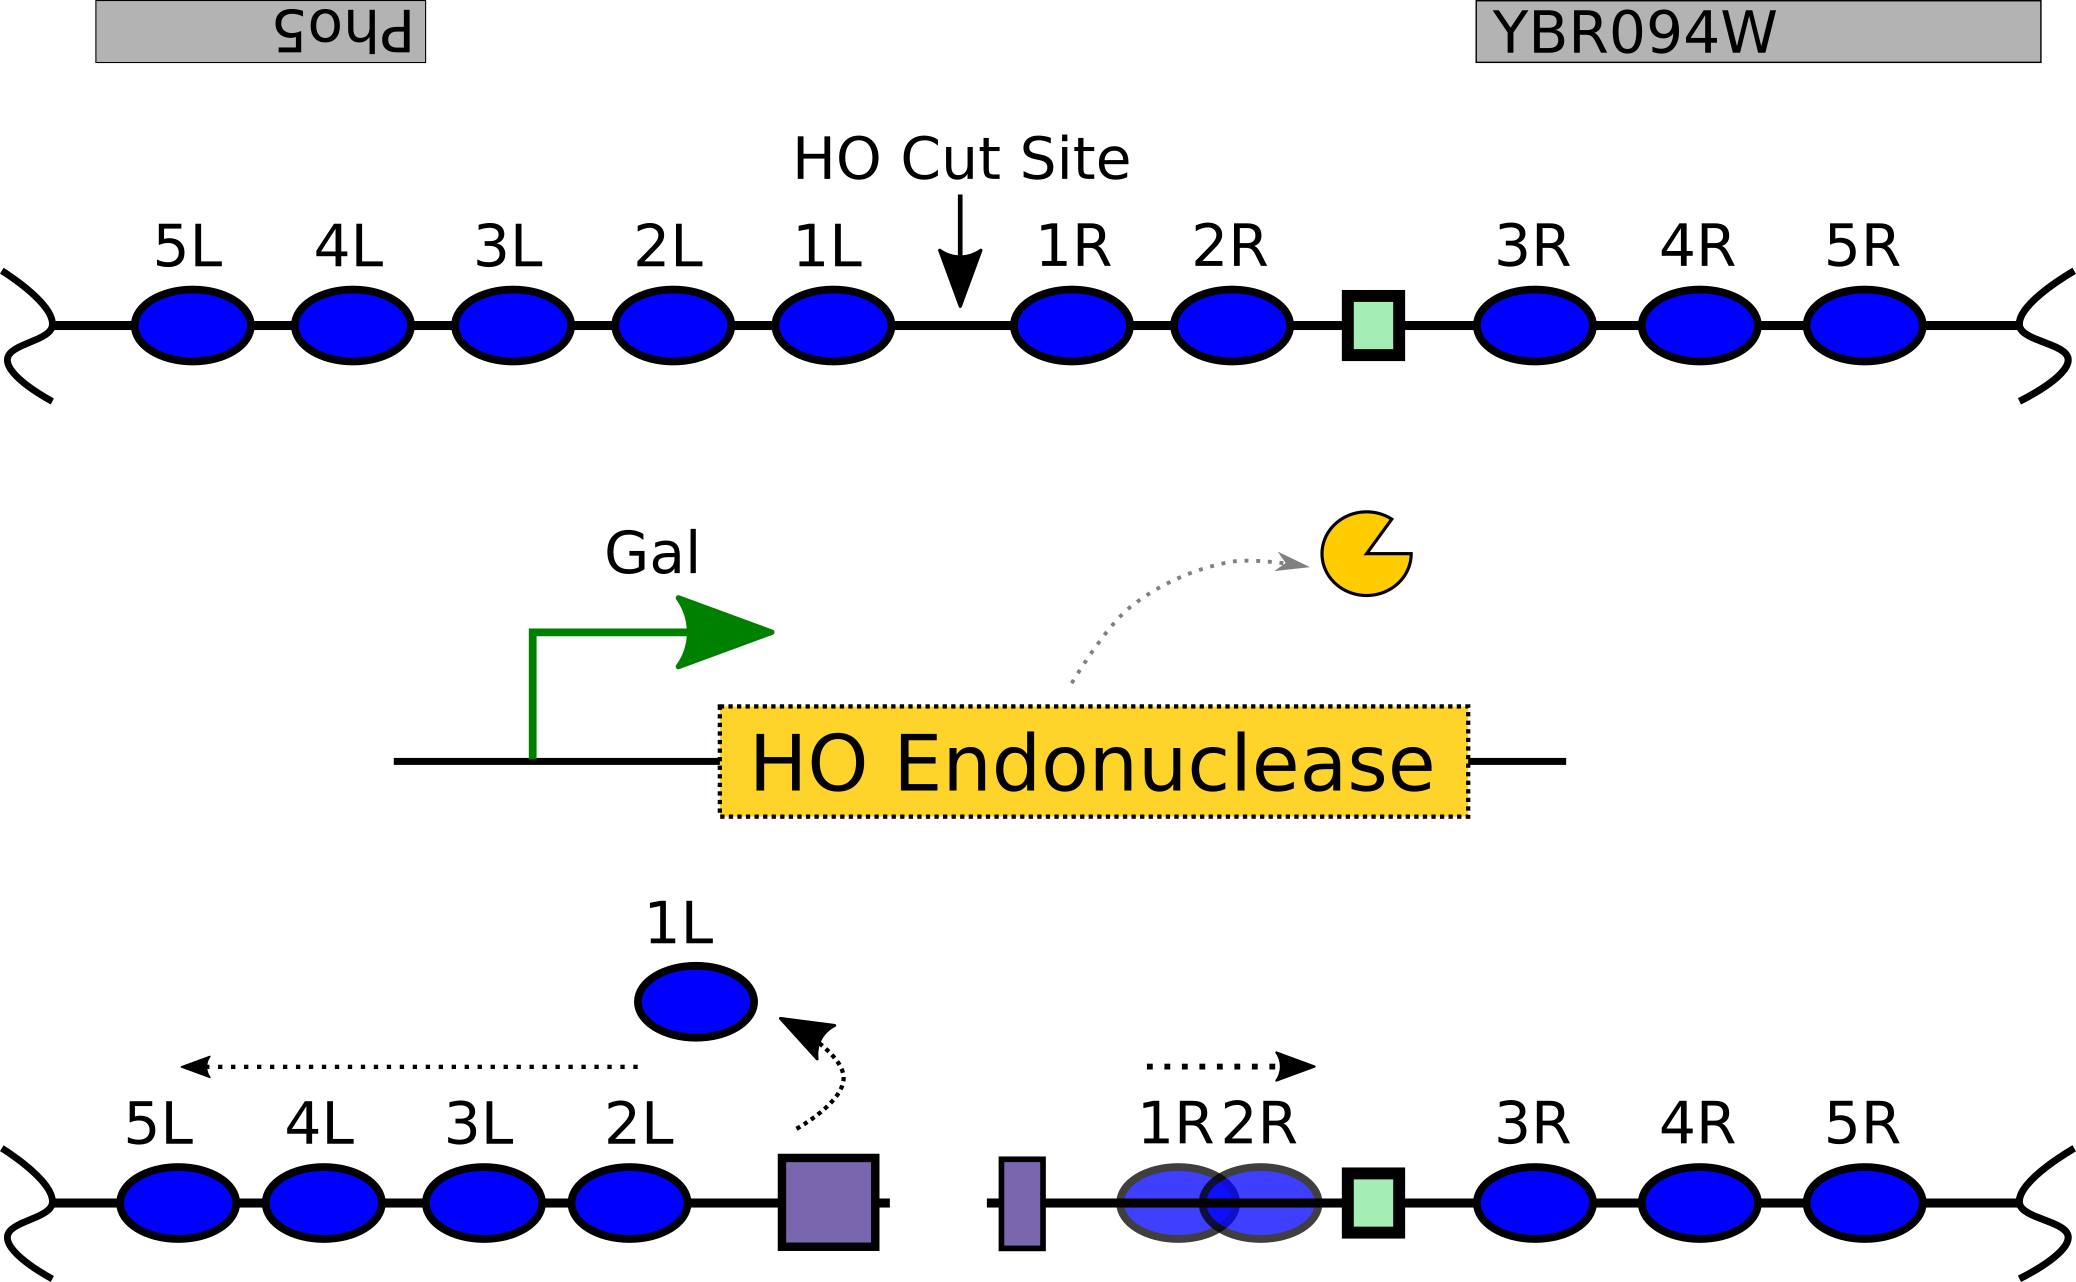 Pho5
YBR094W
HO Cut Site
5L 4L 3L 2L 1L 1R 2R 3R 4R 5R
Gal
HO Endonuclease
1L
5L 4L 3L 2L 1R 2R 3R 4R 5R